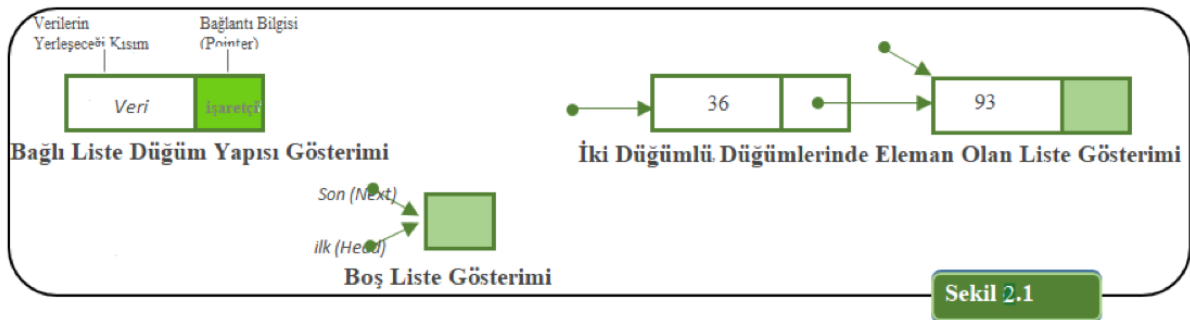 Verilerin
Yerleşeceği Kısım
Bağlantı Bilgisi
(Pointer)
Veri
işaretçi
36
93
Bağlı Liste Düğüm Yapısı Gösterimi
İki Düğümlü Düğümlerinde Eleman Olan Liste Gösterimi
Son (Next)
ilk (Head)
Boş Liste Gösterimi
Sekil 2.1